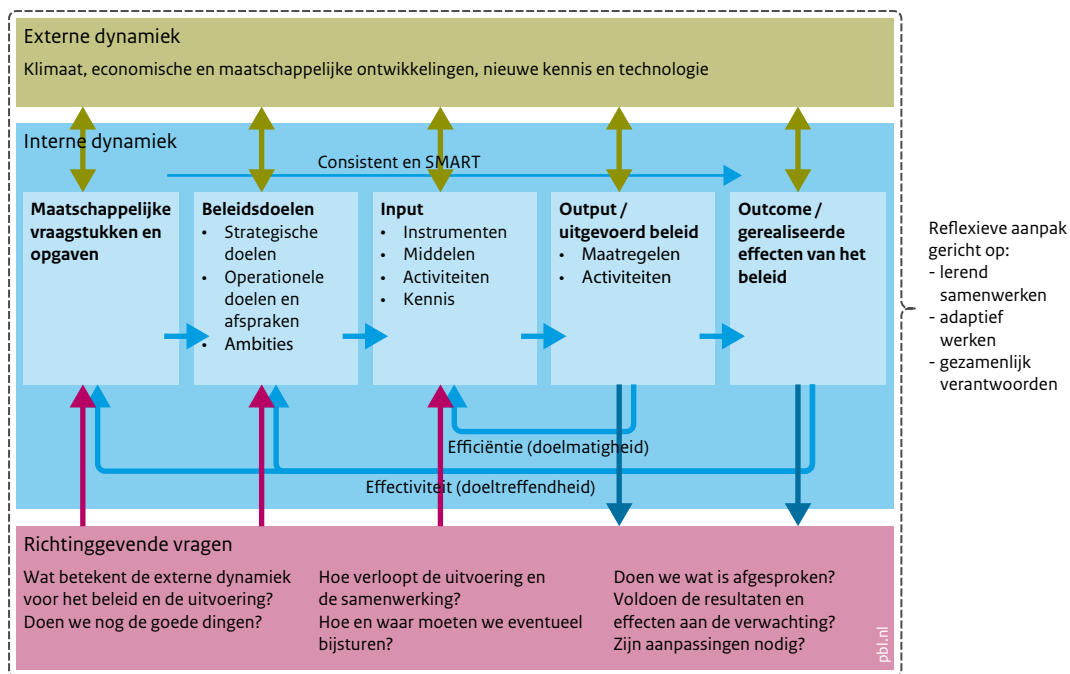 Externe dynamiek
Klimaat, economische en maatschappelijke ontwikkelingen, nieuwe kennis en technologie
Interne dynamiek
Consistent en SMART
Maatschappelijke
vraagstukken en
opgaven
Beleidsdoelen
• Strategische
doelen
• Operationele
doelen en
afspraken
• Ambities
Input
• Instrumenten
• Middelen
• Activiteiten
• Kennis
Output /
uitgevoerd beleid
• Maatregelen
• Activiteiten
Outcome /
gerealiseerde
effecten van het
beleid
Efficiëntie (doelmatigheid)
Effectiviteit (doeltreffendheid)
Richtinggevende vragen
Wat betekent de externe dynamiek
voor het beleid en de uitvoering?
Doen we nog de goede dingen?
Hoe verloopt de uitvoering en
de samenwerking?
Hoe en waar moeten we eventueel
bijsturen?
Doen we wat is afgesproken?
Voldoen de resultaten en
effecten aan de verwachting?
Zijn aanpassingen nodig?
pbl.nl
Reflexieve aanpak
gericht op:
- lerend
samenwerken
- adaptief
werken
- gezamenlijk
verantwoorden